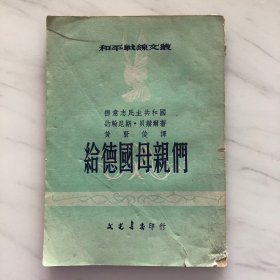 和平戰線文叢
德意志民主共和國
約翰尼斯·貝赫爾著
黃賢俊譯
給德國母親們
文光書店印行